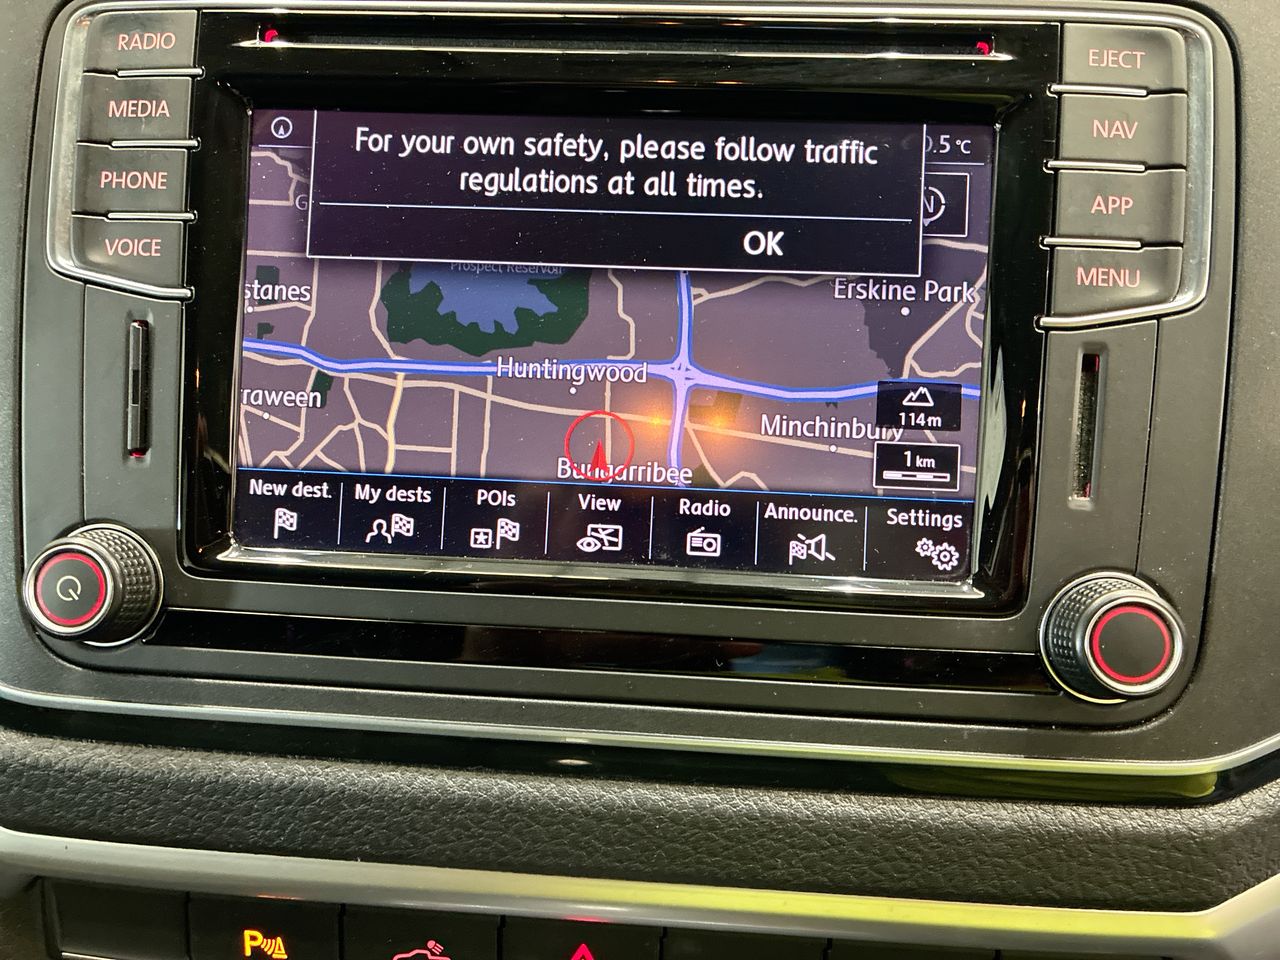 RADIO
MEDIA
PHONE
VOICE
EJECT
NAV
APP
MENU
For your own safety, please follow traffic
regulations at all times.
OK
.5 °C
N
G
Prospect Reservoir
stanes
Erskine Park
Huntingwood
raween
Minchinbury
114m
1 km
Bungarribee
New dest.
My dests
POIs
View
Radio
Announce.
Settings
P